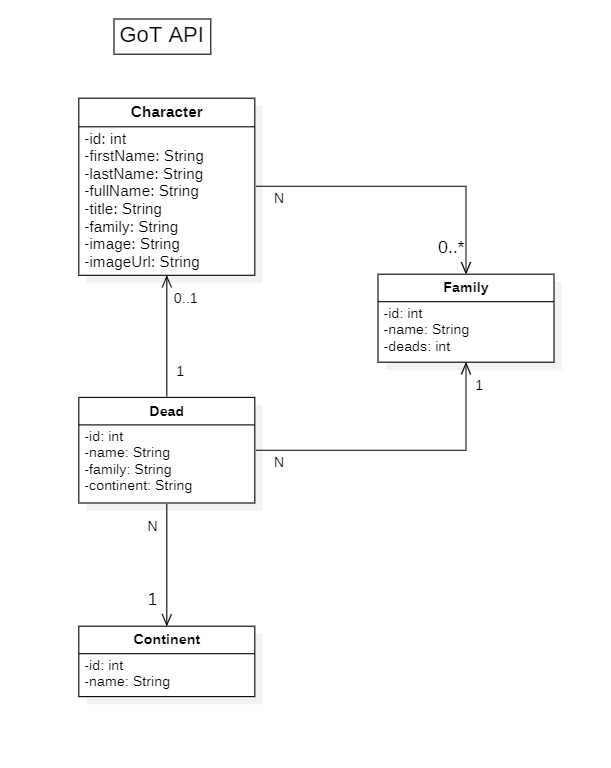 GoT API
Character
-id: int
-firstName: String
-lastName: String
-fullName: String
-title: String
-family: String
-image: String
-imageUrl: String
N
0..*
Family
-id: int
-name: String
-deads: int
0..1
1
1
Dead
-id: int
-name: String
-family: String
-continent: String
N
N
1
Continent
-id: int
-name: String